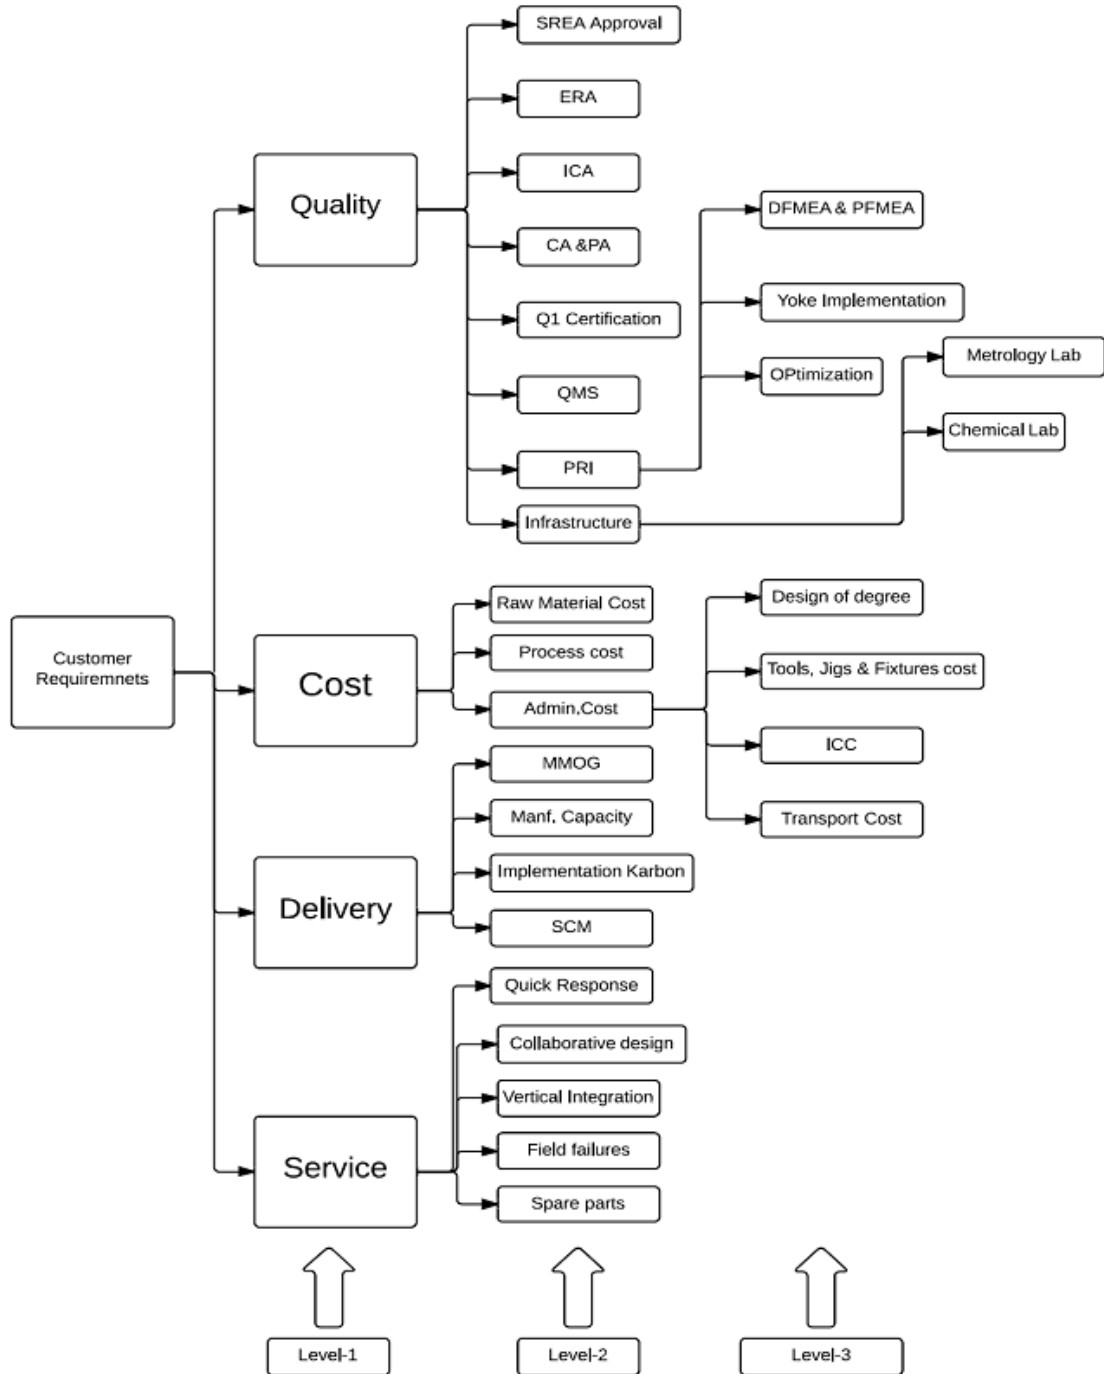 SREA Approval
ERA
ICA
CA &PA
Q1 Certification
QMS
PRI
Infrastructure
Quality
DFMEA & PFMEA
Yoke Implementation
OPtimization
Metrology Lab
Chemical Lab
Customer
Requiremnets
Cost
Raw Material Cost
Process cost
Admin.Cost
Design of degree
Tools, Jigs & Fixtures cost
ICC
Transport Cost
Delivery
MMOG
Manf. Capacity
Implementation Karbon
SCM
Service
Quick Response
Collaborative design
Vertical Integration
Field failures
Spare parts
Level-1
Level-2
Level-3